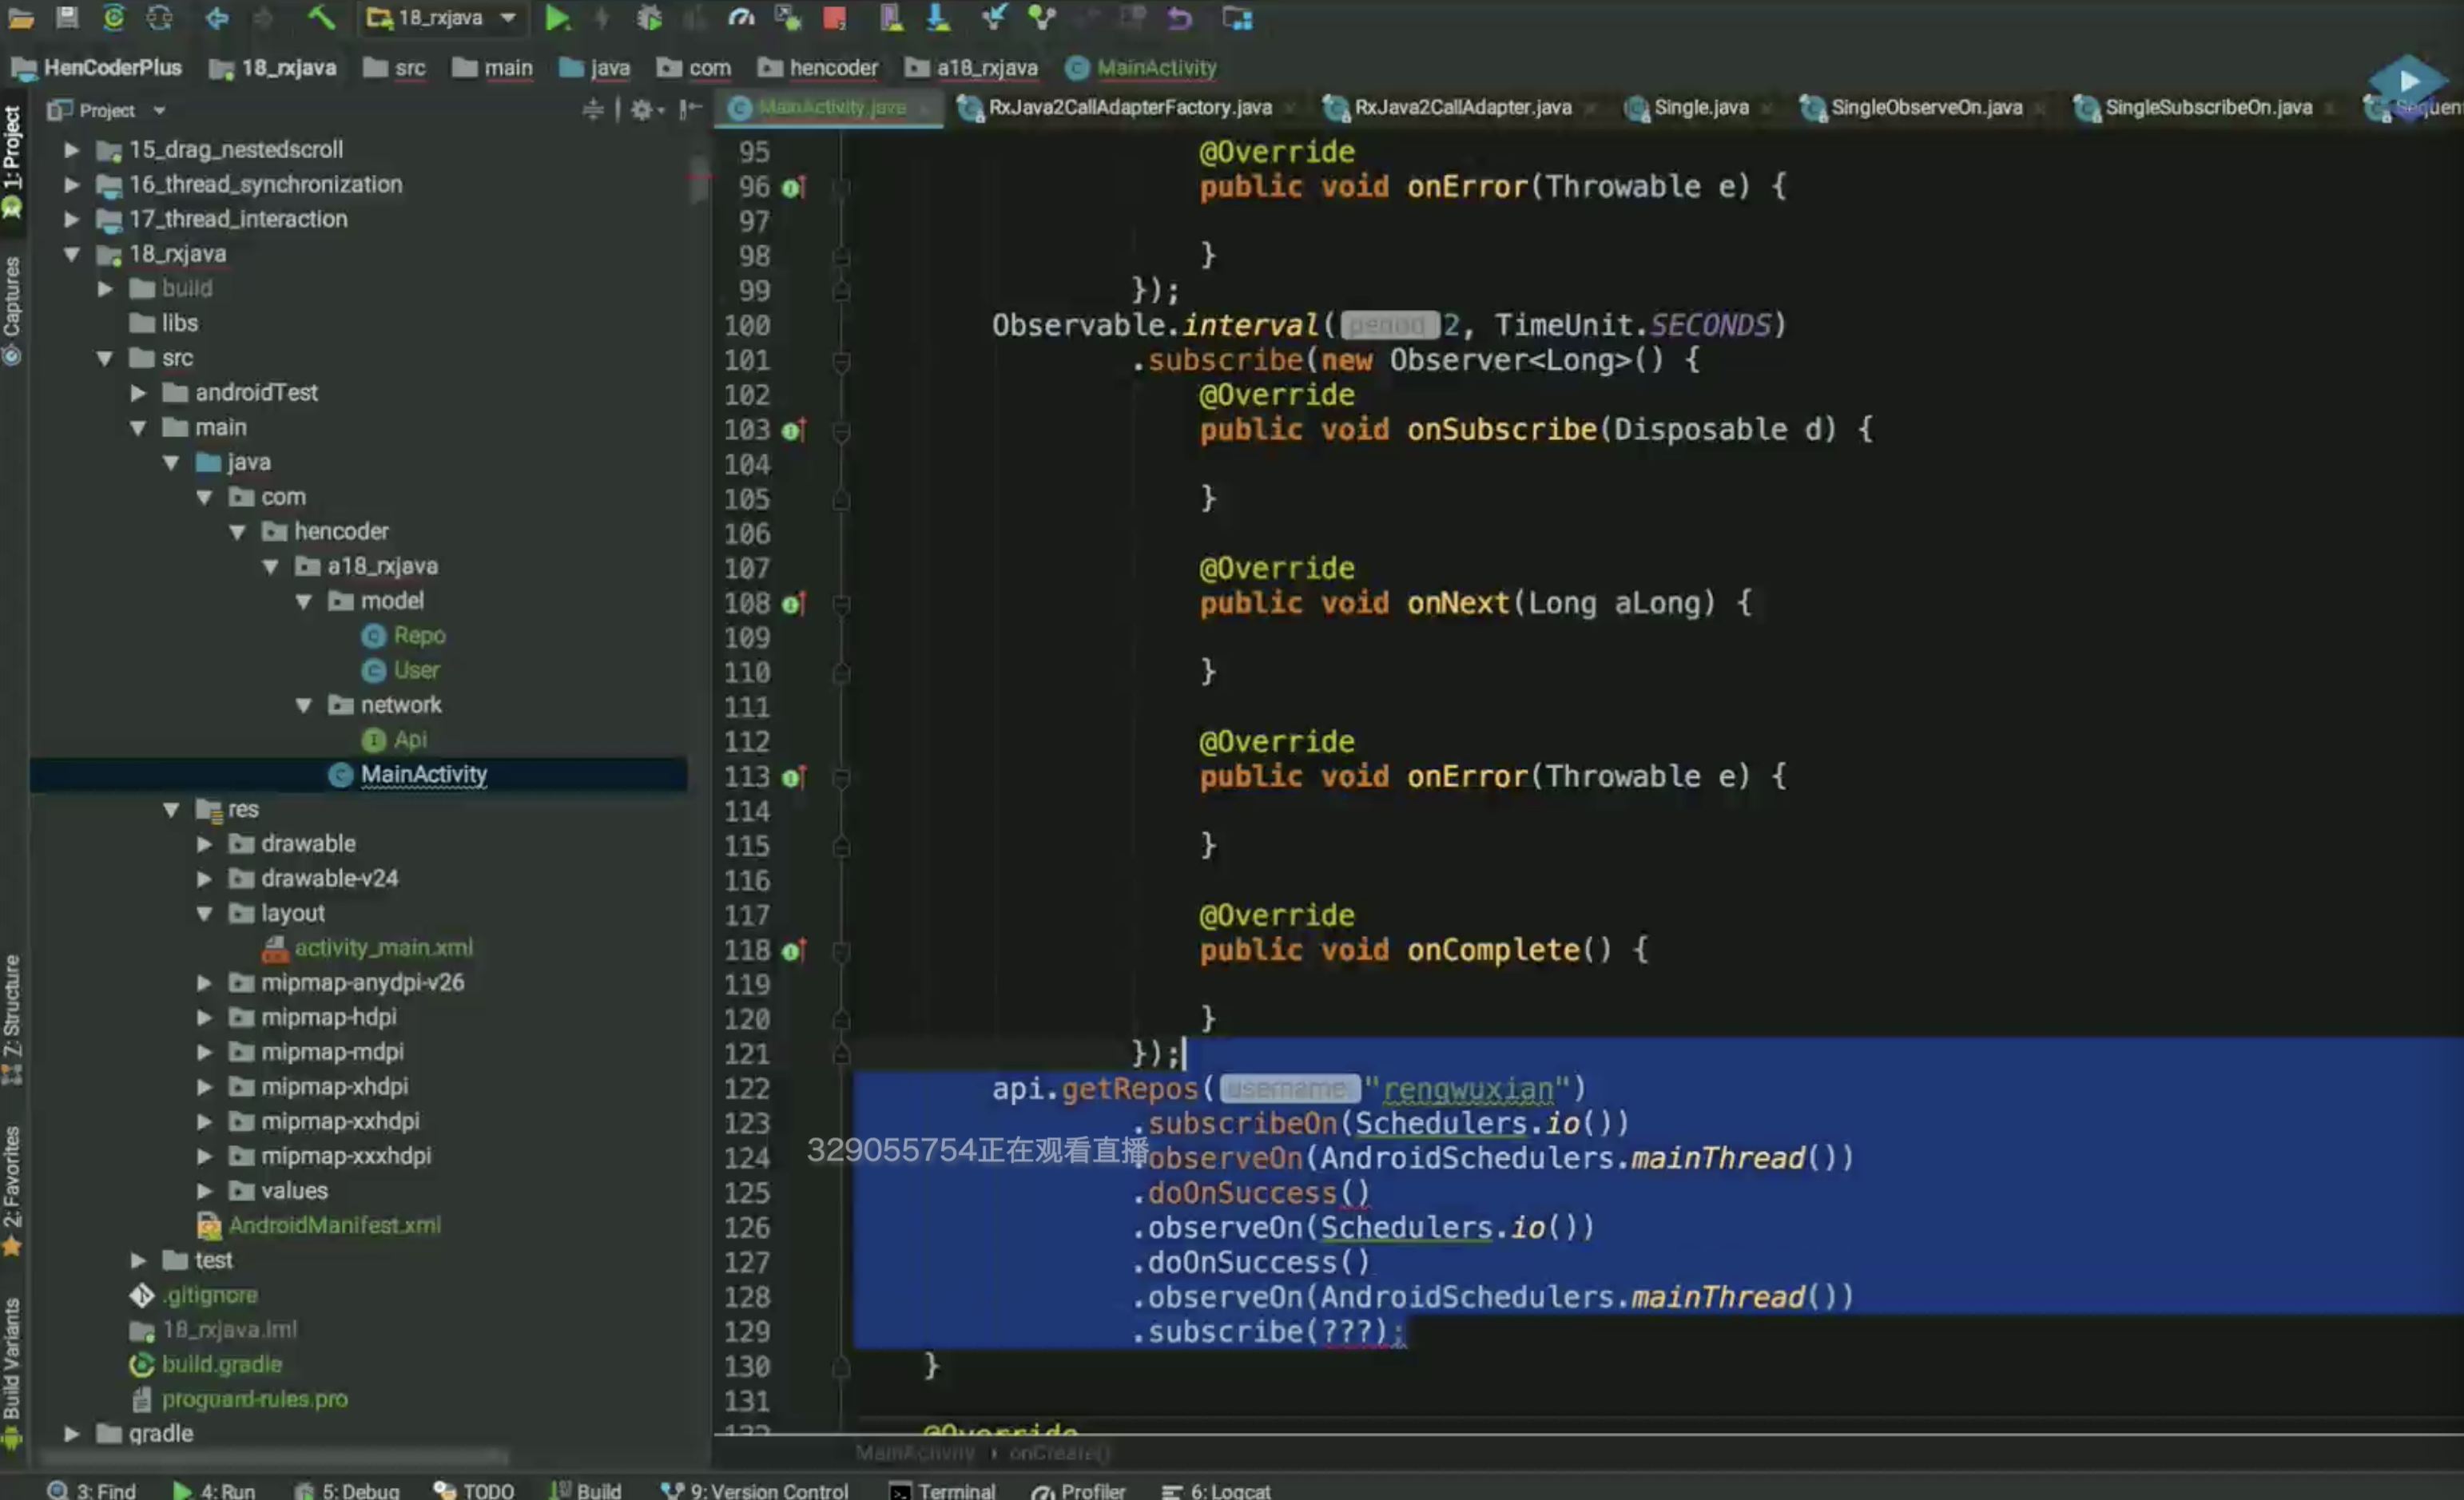 18_rxjava
HenCoderPlus 18_rxjava src main java com hencoder a18_rxjava MainActivity
Project
MainActivity.java RxJava2CallAdapterFactory.java RxJava2CallAdapter.java Single.java SingleObserveOn.java SingleSubscribeOn.java
1: Project
Captures
7: Structure
2: Favorites
Build Variants
15_drag_nestedscroll
16_thread_synchronization
17_thread_interaction
18_rxjava
build
libs
src
androidTest
main
java
com
hencoder
a18_rxjava
model
Repo
User
network
Api
MainActivity
res
drawable
drawable-v24
layout
activity_main.xml
mipmap-anydpi-v26
mipmap-hdpi
mipmap-mdpi
mipmap-xhdpi
mipmap-xxhdpi
mipmap-xxxhdpi
values
AndroidManifest.xml
test
.gitignore
18_rxjava.iml
build.gradle
proguard-rules.pro
gradle
95 @Override
96 public void onError(Throwable e) {
97
98 }
99 });
100 Observable.interval( period: 2, TimeUnit.SECONDS)
101 .subscribe(new Observer<Long>() {
102 @Override
103 public void onSubscribe(Disposable d) {
104
105 }
106
107 @Override
108 public void onNext(Long aLong) {
109
110 }
111
112 @Override
113 public void onError(Throwable e) {
114
115 }
116
117 @Override
118 public void onComplete() {
119
120 }
121 });
122 api.getRepos( username: "rengwuxian")
123 .subscribeOn(Schedulers.io())
329055754正在观看直播
124 .observeOn(AndroidSchedulers.mainThread())
125 .doOnSuccess()
126 .observeOn(Schedulers.io())
127 .doOnSuccess()
128 .observeOn(AndroidSchedulers.mainThread())
129 .subscribe(???);
130 }
131
132 @Override
MainActivity › onCreate()
3: Find 4: Run 5: Debug TODO Build 9: Version Control Terminal Profiler 6: Logcat